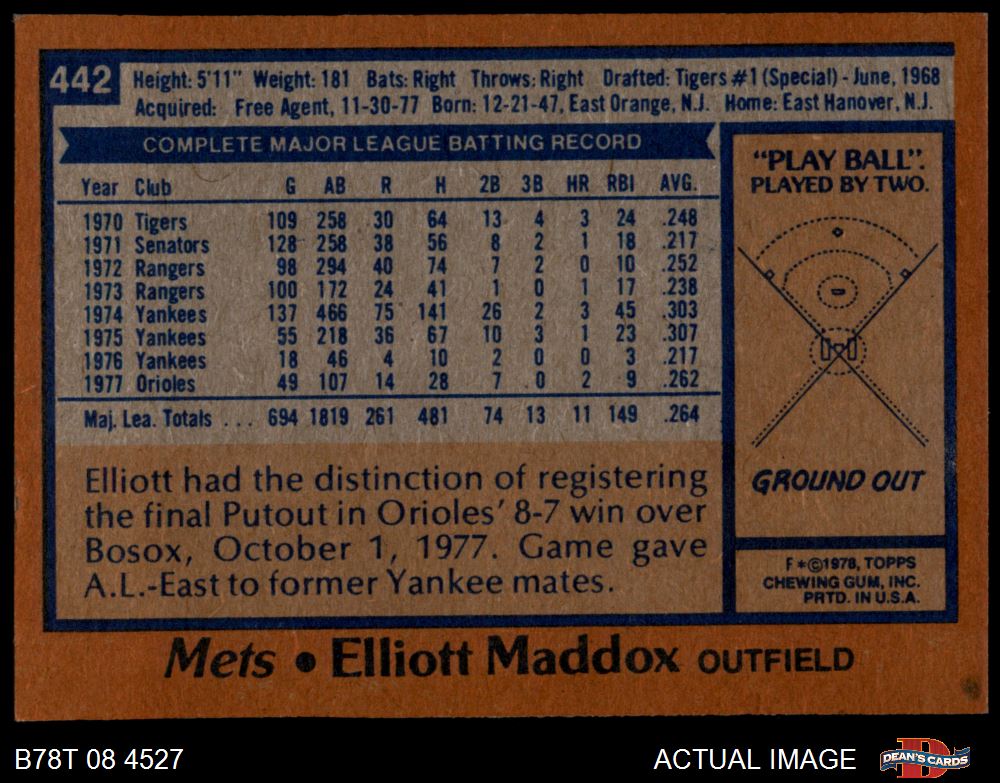 442
Height: 5'11" Weight: 181 Bats: Right Throws: Right Drafted: Tigers #1 (Special) - June, 1968
Acquired: Free Agent, 11-30-77 Born: 12-21-47, East Orange, N.J. Home: East Hanover, N.J.
COMPLETE MAJOR LEAGUE BATTING RECORD
Year Club G AB R H 2B 3B HR RBI AVG.
1970 Tigers 109 258 30 64 13 4 3 24 .248
1971 Senators 128 258 38 56 8 2 1 18 .217
1972 Rangers 98 294 40 74 7 2 0 10 .252
1973 Rangers 100 172 24 41 1 0 1 17 .238
1974 Yankees 137 466 75 141 26 2 3 45 .303
1975 Yankees 55 218 36 67 10 3 1 23 .307
1976 Yankees 18 46 4 10 2 0 0 3 .217
1977 Orioles 49 107 14 28 7 0 2 9 .262
Maj. Lea. Totals . . . 694 1819 261 481 74 13 11 149 .264
Elliott had the distinction of registering
the final Putout in Orioles' 8-7 win over
Bosox, October 1, 1977. Game gave
A.L.-East to former Yankee mates.
"PLAY BALL".
PLAYED BY TWO.
GROUND OUT
F *©1978, TOPPS
CHEWING GUM, INC.
PRTD. IN U.S.A.
Mets • Elliott Maddox OUTFIELD
B78T 08 4527
ACTUAL IMAGE
D
DEAN'S CARDS